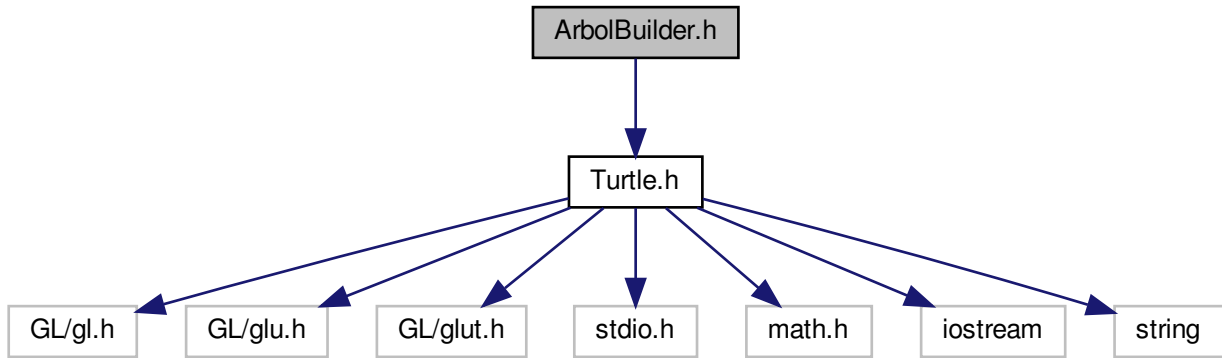 ArbolBuilder.h
Turtle.h
GL/gl.h
GL/glu.h
GL/glut.h
stdio.h
math.h
iostream
string